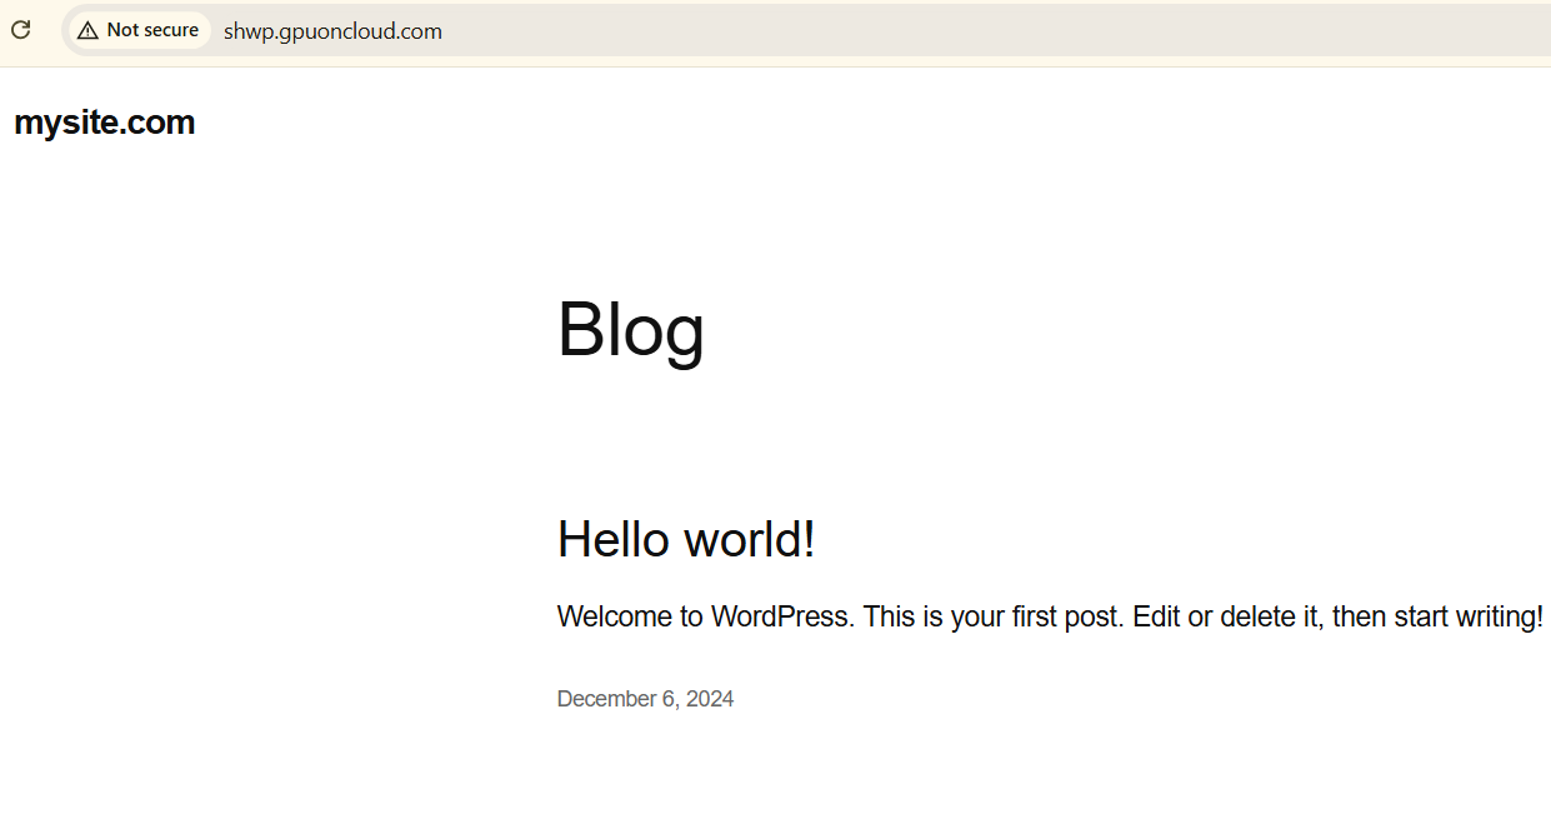 Not secure shwp.gpuoncloud.com
mysite.com
Blog
Hello world!
Welcome to WordPress. This is your first post. Edit or delete it, then start writing!
December 6, 2024